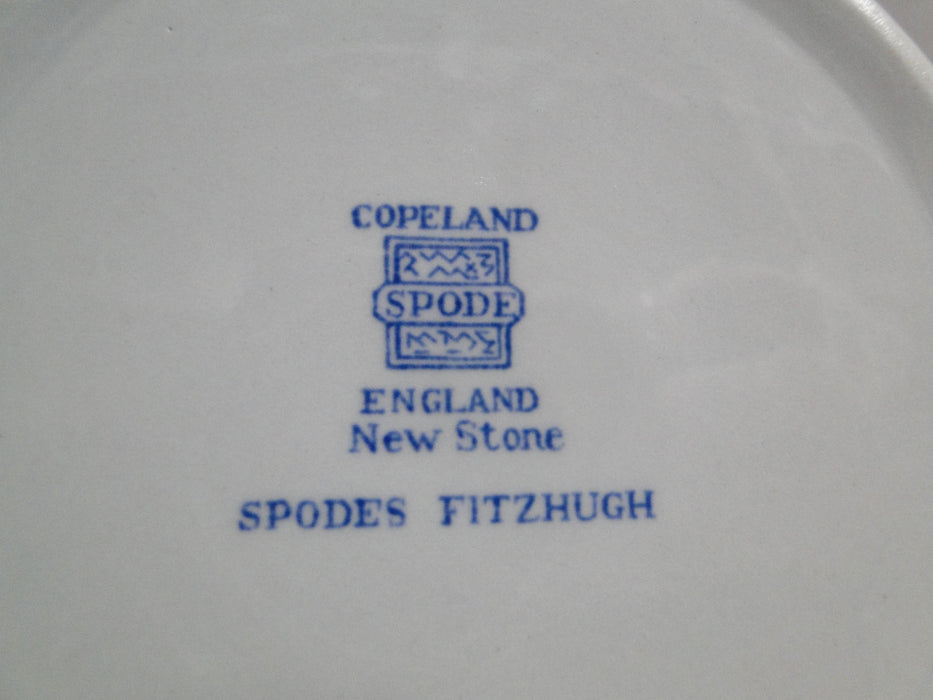 COPELAND
SPODE
ENGLAND
New Stone
SPODES FITZHUGH